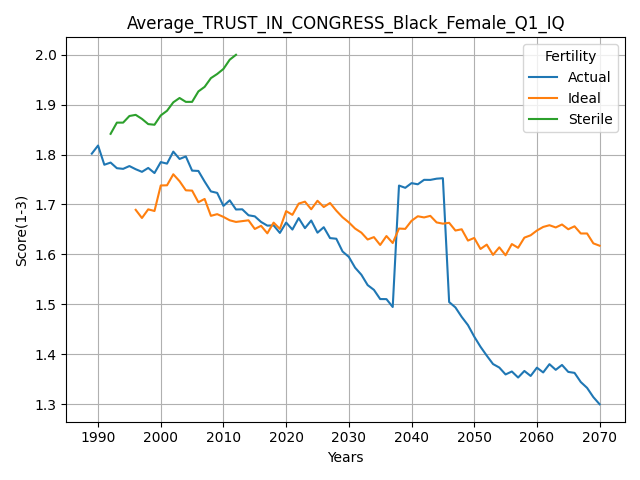 Average_TRUST_IN_CONGRESS_Black_Female_Q1_IQ
Fertility
Actual
Ideal
Sterile
Score(1-3)
2.0
1.9
1.8
1.7
1.6
1.5
1.4
1.3
1990 2000 2010 2020 2030 2040 2050 2060 2070
Years